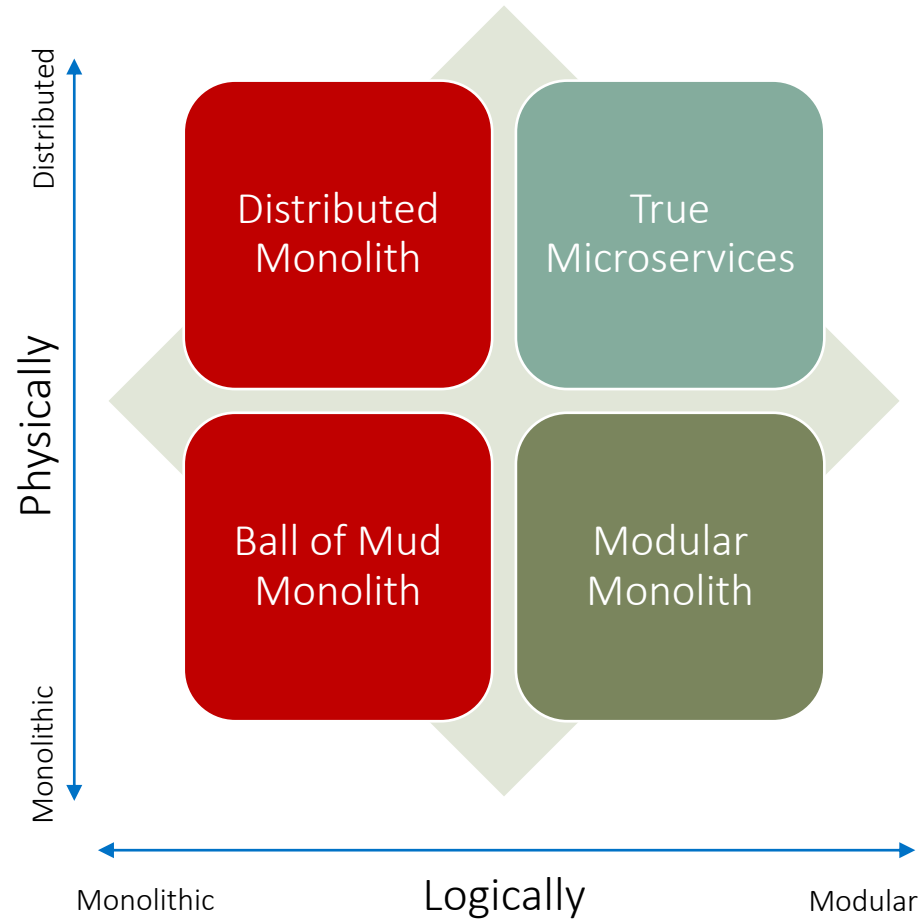 Distributed
Physically
Monolithic
Distributed
Monolith
True
Microservices
Ball of Mud
Monolith
Modular
Monolith
Monolithic
Logically
Modular